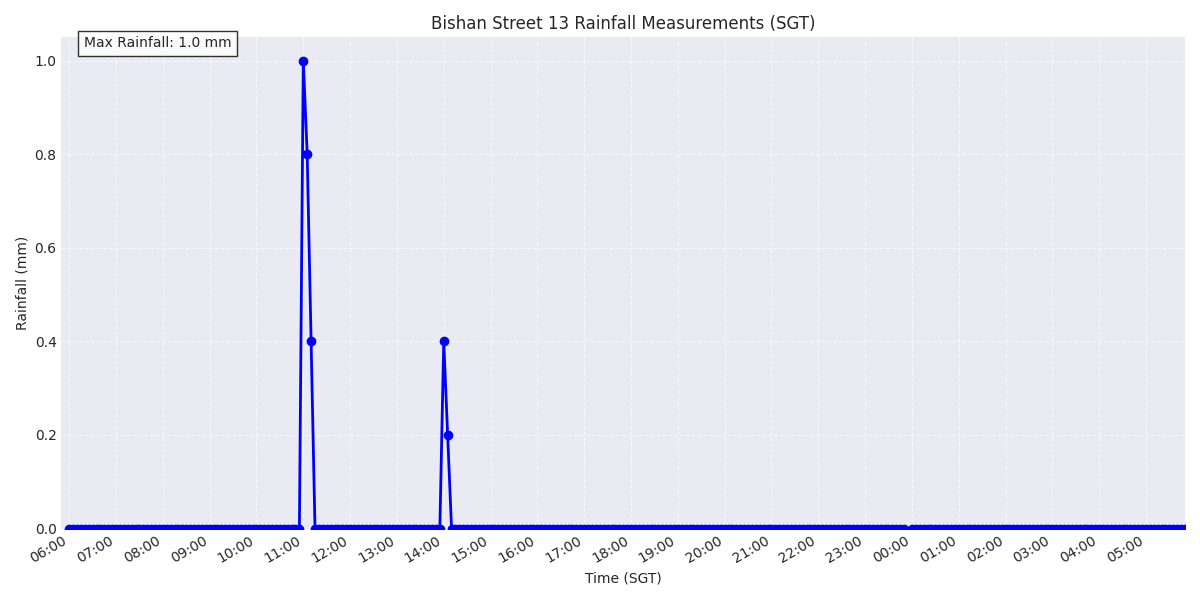 Bishan Street 13 Rainfall Measurements (SGT)
Max Rainfall: 1.0 mm
Rainfall (mm)
1.0
0.8
0.6
0.4
0.2
0.0
06:00 07:00 08:00 09:00 10:00 11:00 12:00 13:00 14:00 15:00 16:00 17:00 18:00 19:00 20:00 21:00 22:00 23:00 00:00 01:00 02:00 03:00 04:00 05:00
Time (SGT)